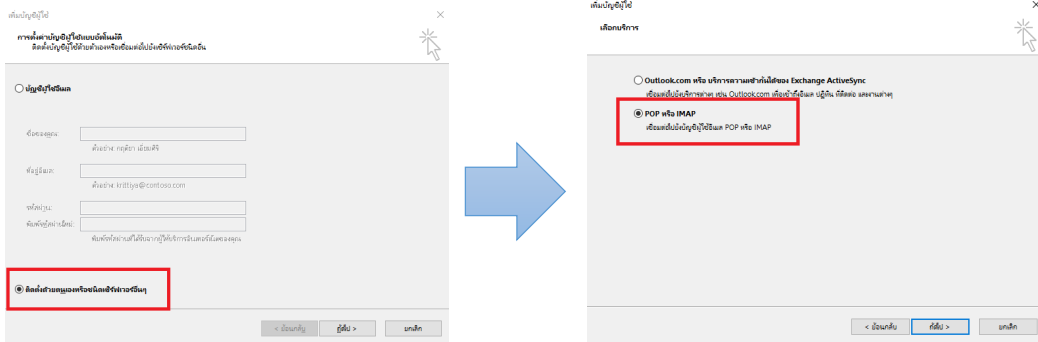 เพิ่มบัญชีผู้ใช้
การตั้งค่าบัญชีผู้ใช้แบบอัตโนมัติ
ติดตั้งบัญชีผู้ใช้ด้วยตัวเองหรือเชื่อมต่อไปยังเซิร์ฟเวอร์ชนิดอื่น
บัญชีผู้ใช้อีเมล
ชื่อของคุณ:
ตัวอย่าง: กฤติยา เอี่ยมศิริ
ที่อยู่อีเมล:
ตัวอย่าง: krittiya@contoso.com
รหัสผ่าน:
พิมพ์รหัสผ่านใหม่:
พิมพ์รหัสผ่านที่ได้รับจากผู้ให้บริการอินเทอร์เน็ตของคุณ
ติดตั้งด้วยตนเองหรือชนิดเซิร์ฟเวอร์อื่นๆ
< ย้อนกลับ
ถัดไป >
ยกเลิก
เพิ่มบัญชีผู้ใช้
เลือกบริการ
Outlook.com หรือ บริการความเข้ากันได้ของ Exchange ActiveSync
เชื่อมต่อไปยังบริการต่างๆ เช่น Outlook.com เพื่อเข้าถึงอีเมล ปฏิทิน ที่ติดต่อ และงานต่างๆ
POP หรือ IMAP
เชื่อมต่อไปยังบัญชีผู้ใช้อีเมล POP หรือ IMAP
< ย้อนกลับ
ถัดไป >
ยกเลิก